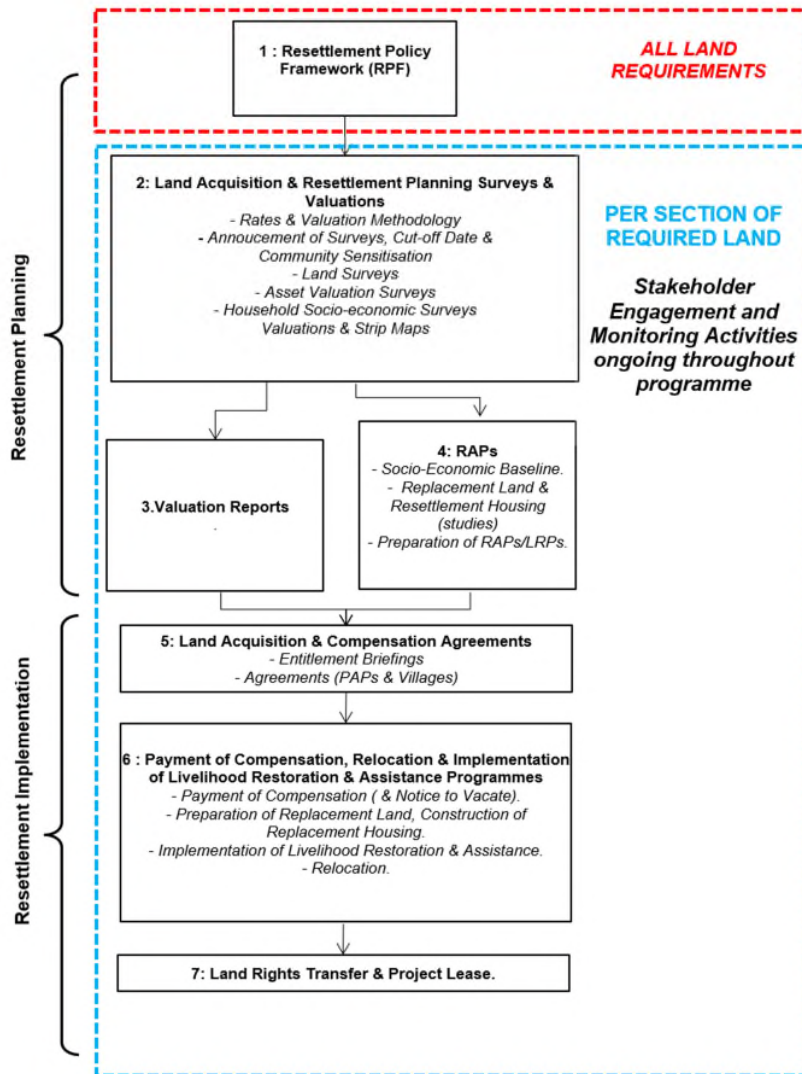 1 : Resettlement Policy
Framework (RPF)
ALL LAND
REQUIREMENTS
Resettlement Planning
2: Land Acquisition & Resettlement Planning Surveys &
Valuations
- Rates & Valuation Methodology
- Annoucement of Surveys, Cut-off Date &
Community Sensitisation
- Land Surveys
- Asset Valuation Surveys
- Household Socio-economic Surveys
Valuations & Strip Maps
PER SECTION OF
REQUIRED LAND
Stakeholder
Engagement and
Monitoring Activities
ongoing throughout
programme
3.Valuation Reports
.
4: RAPs
- Socio-Economic Baseline.
- Replacement Land &
Resettlement Housing
(studies)
- Preparation of RAPs/LRPs.
Resettlement Implementation
5: Land Acquisition & Compensation Agreements
- Entitlement Briefings
- Agreements (PAPs & Villages)
6 : Payment of Compensation, Relocation & Implementation
of Livelihood Restoration & Assistance Programmes
- Payment of Compensation ( & Notice to Vacate).
- Preparation of Replacement Land, Construction of
Replacement Housing.
- Implementation of Livelihood Restoration & Assistance.
- Relocation.
7: Land Rights Transfer & Project Lease.